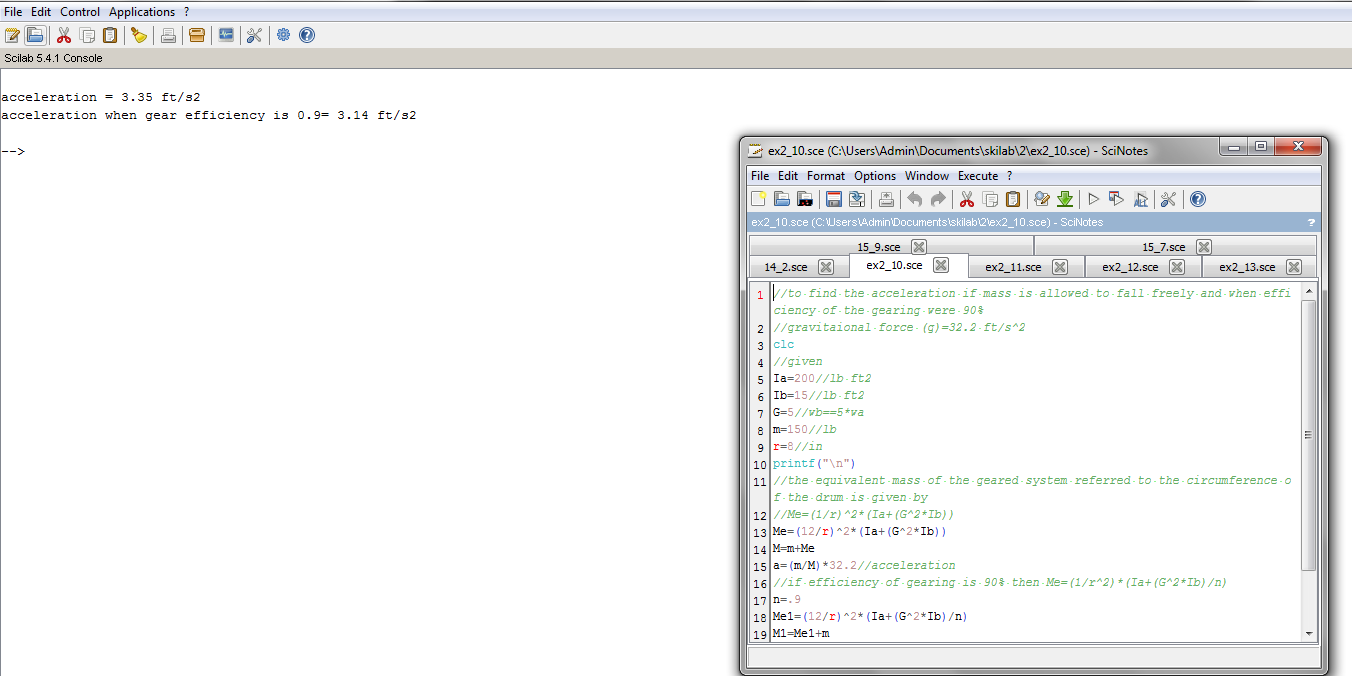 File Edit Control Applications ?
Scilab 5.4.1 Console
acceleration = 3.35 ft/s2
acceleration when gear efficiency is 0.9= 3.14 ft/s2
-->
ex2_10.sce (C:\Users\Admin\Documents\skilab\2\ex2_10.sce) - SciNotes
File Edit Format Options Window Execute ?
ex2_10.sce (C:\Users\Admin\Documents\skilab\2\ex2_10.sce) - SciNotes ?
15_9.sce 15_7.sce
14_2.sce ex2_10.sce ex2_11.sce ex2_12.sce ex2_13.sce
1 //to find the acceleration if mass is allowed to fall freely and when effi
ciency of the gearing were 90%
2 //gravitaional force (g)=32.2 ft/s^2
3 clc
4 //given
5 Ia=200//lb ft2
6 Ib=15//lb ft2
7 G=5//wb==5*wa
8 m=150//lb
9 r=8//in
10 printf("\n")
11 //the equivalent mass of the geared system referred to the circumference o
f the drum is given by
12 //Me=(1/r)^2*(Ia+(G^2*Ib))
13 Me=(12/r)^2*(Ia+(G^2*Ib))
14 M=m+Me
15 a=(m/M)*32.2//acceleration
16 //if efficiency of gearing is 90% then Me=(1/r^2)*(Ia+(G^2*Ib)/n)
17 n=.9
18 Me1=(12/r)^2*(Ia+(G^2*Ib)/n)
19 M1=Me1+m